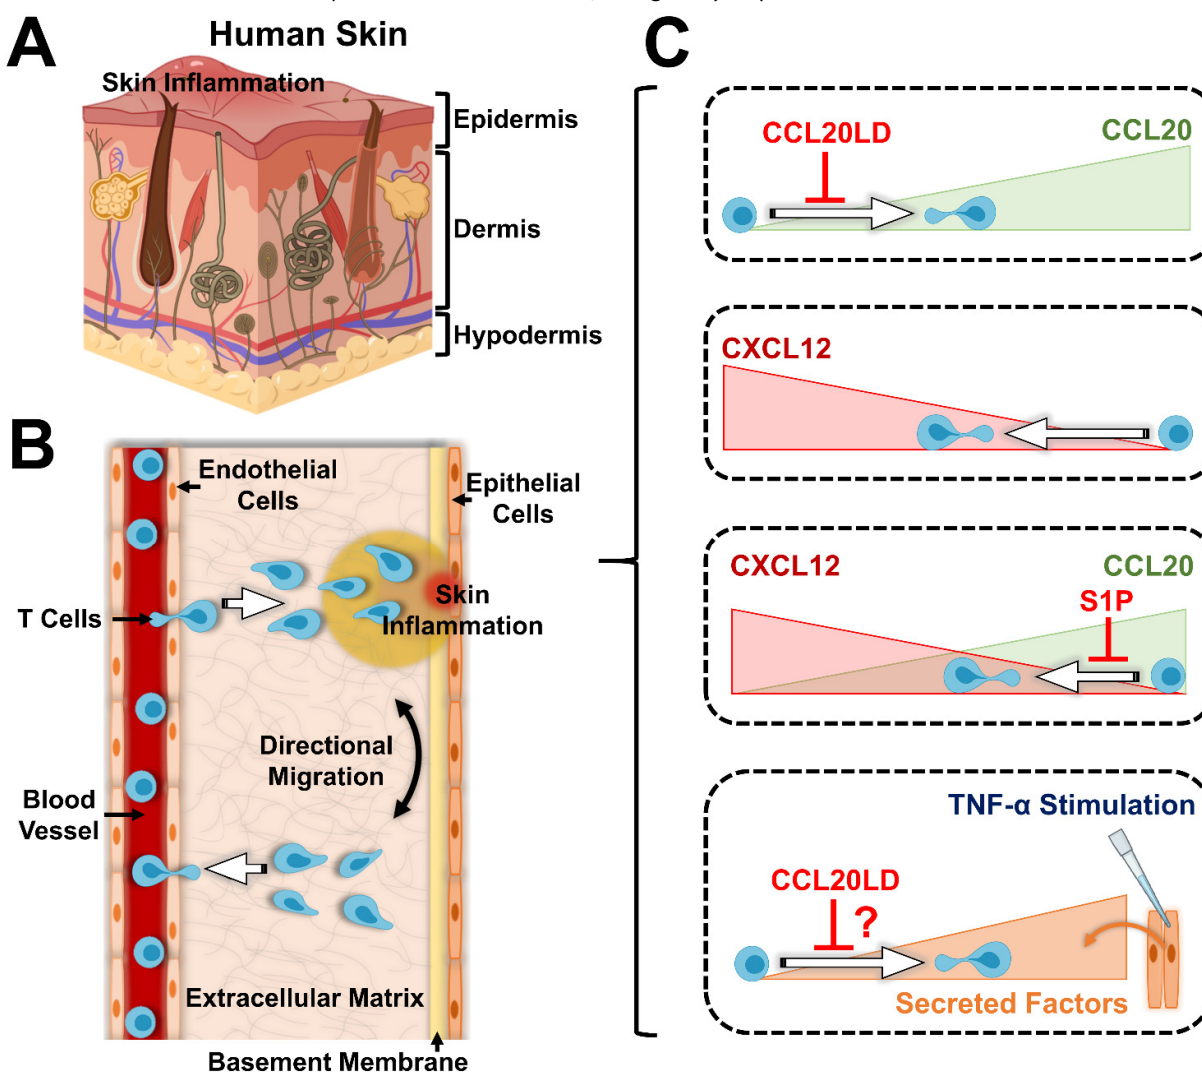 A
Human Skin
Skin Inflammation
Epidermis
Dermis
Hypodermis
B
Endothelial
Cells
Epithelial
Cells
T Cells
Skin
Inflammation
Directional
Migration
Blood
Vessel
Extracellular Matrix
Basement Membrane
C
CCL20LD
CCL20
CXCL12
CXCL12
CCL20
S1P
TNF-α Stimulation
CCL20LD
?
Secreted Factors